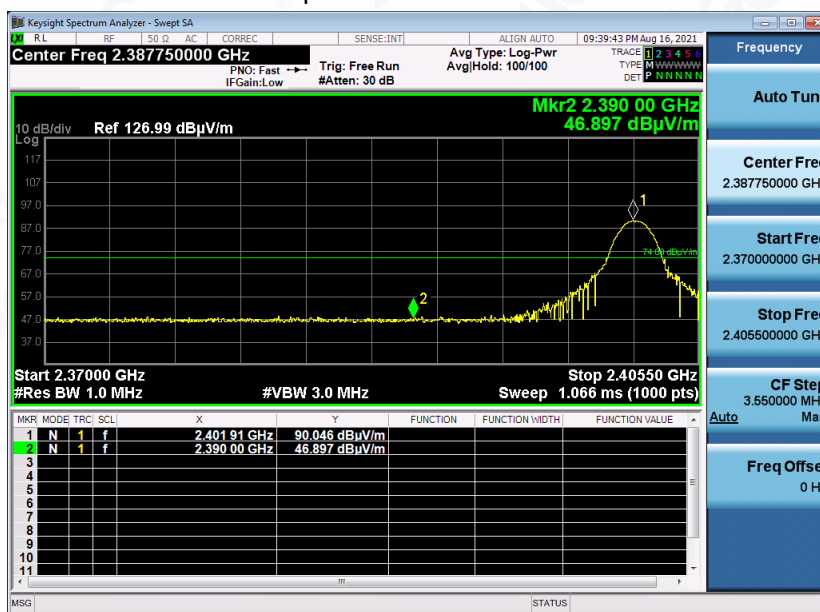 Keysight Spectrum Analyzer - Swept SA
LXI RL RF 50 Ω AC CORREC SENSE:INT ALIGN AUTO 09:39:43 PM Aug 16, 2021
Center Freq 2.387750000 GHz
PNO: Fast
IFGain:Low
Trig: Free Run
#Atten: 30 dB
Avg Type: Log-Pwr
Avg|Hold: 100/100
TRACE 1 2 3 4 5 6
TYPE M WWWWW
DET P N N N N N
Mkr2 2.390 00 GHz
46.897 dBµV/m
10 dB/div Ref 126.99 dBµV/m
Log
117
107
97.0
87.0
77.0
67.0
57.0
47.0
37.0
1
2
74.00 dBµV/m
Start 2.37000 GHz Stop 2.40550 GHz
#Res BW 1.0 MHz #VBW 3.0 MHz Sweep 1.066 ms (1000 pts)
MKR MODE TRC SCL X Y FUNCTION FUNCTION WIDTH FUNCTION VALUE
1 N 1 f 2.401 91 GHz 90.046 dBµV/m
2 N 1 f 2.390 00 GHz 46.897 dBµV/m
3
4
5
6
7
8
9
10
11
MSG STATUS
Frequency
Auto Tun
Center Fre
2.387750000 GH
Start Fre
2.370000000 GH
Stop Fre
2.405500000 GH
CF Step
3.550000 MH
Auto Ma
Freq Offse
0 H